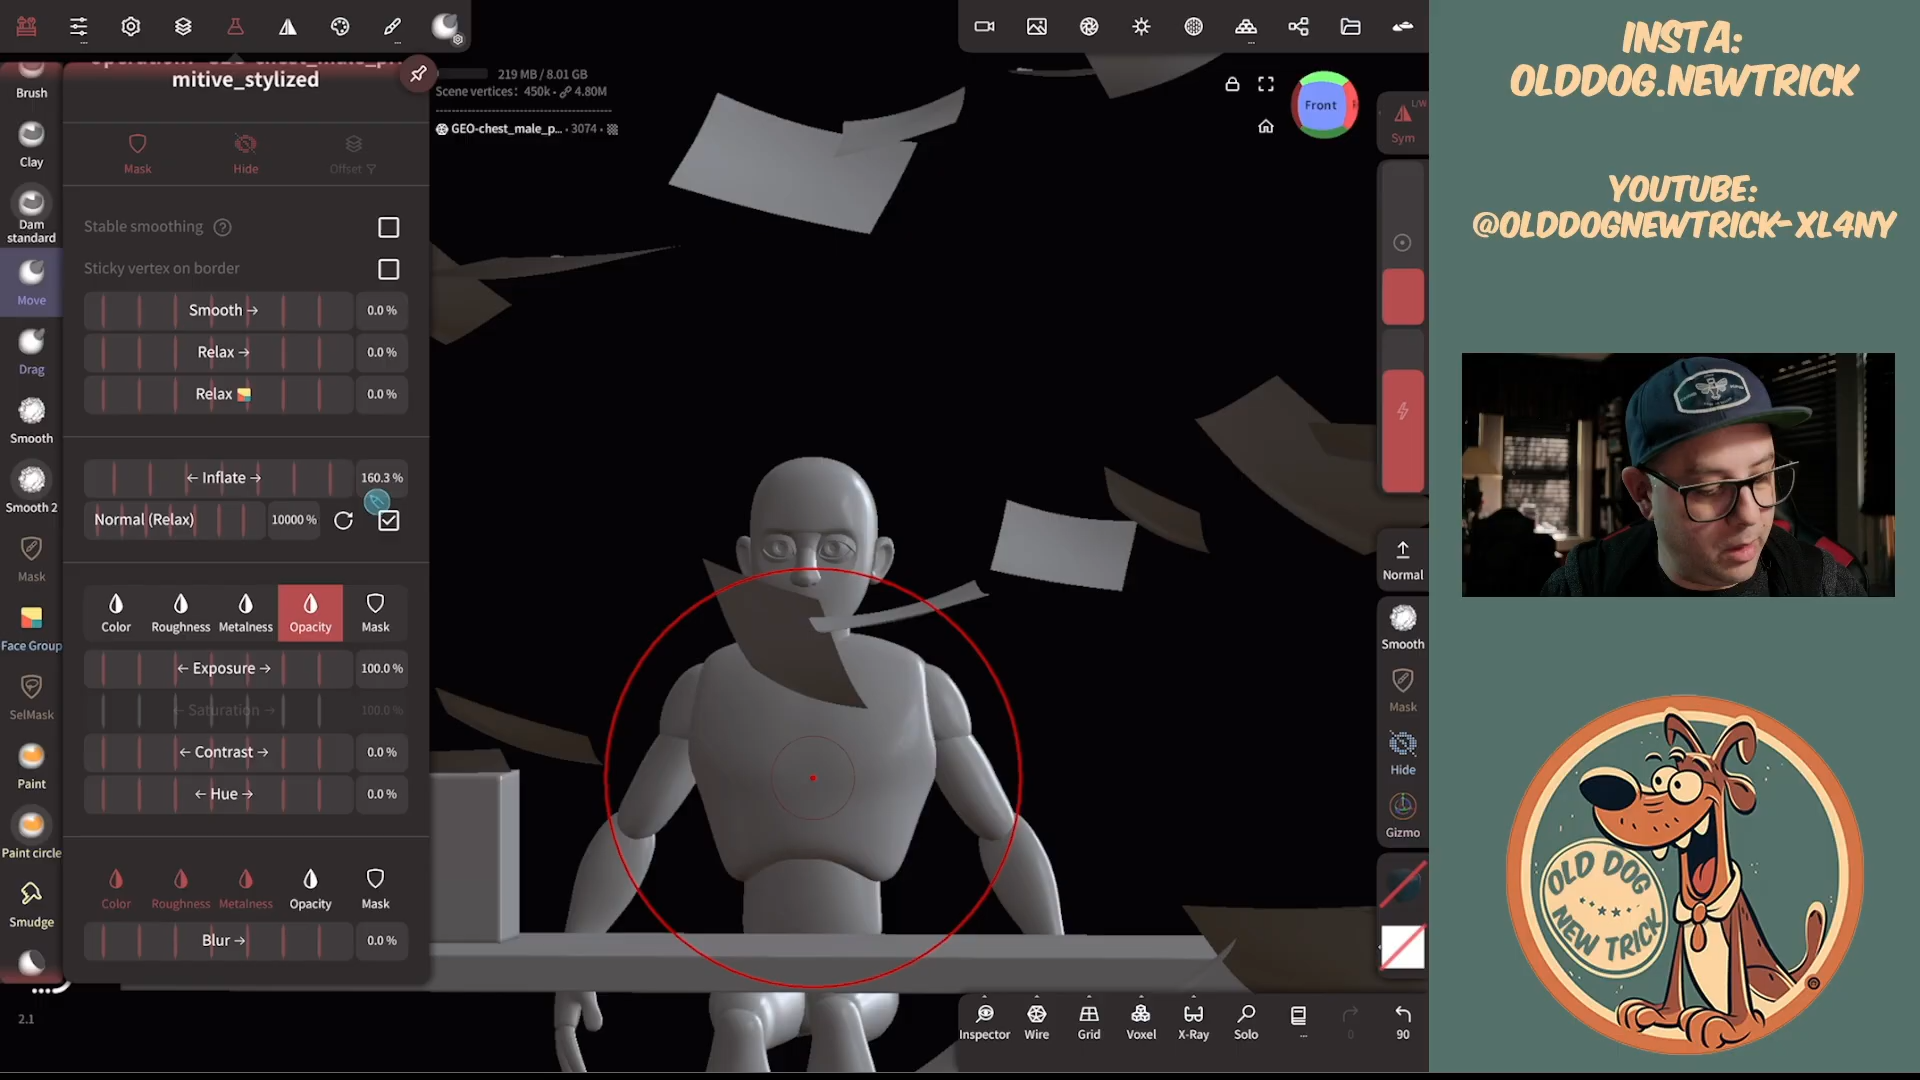 INSTA:
OLDDOG.NEWTRICK
YOUTUBE:
@OLDDOGNEWTRICK-XL4NY
mitive_stylized
219 MB / 8.01 GB
Scene vertices: 450k • 4.80M
GEO-chest_male_p... • 3074 •
Front
L/W
Sym
Brush
Clay
Dam
standard
Move
Drag
Smooth
Smooth 2
Mask
Face Group
SelMask
Paint
Paint circle
Smudge
2.1
Mask Hide Offset
Stable smoothing ?
Sticky vertex on border
Smooth → 0.0 %
Relax → 0.0 %
Relax 0.0 %
← Inflate → 160.3 %
Normal (Relax) 10000 %
Color Roughness Metalness Opacity Mask
← Exposure → 100.0 %
← Saturation → 100.0 %
← Contrast → 0.0 %
← Hue → 0.0 %
Color Roughness Metalness Opacity Mask
Blur → 0.0 %
Normal
Smooth
Mask
Hide
Gizmo
Inspector Wire Grid Voxel X-Ray Solo ... 0 90
OLD DOG
NEW TRICK